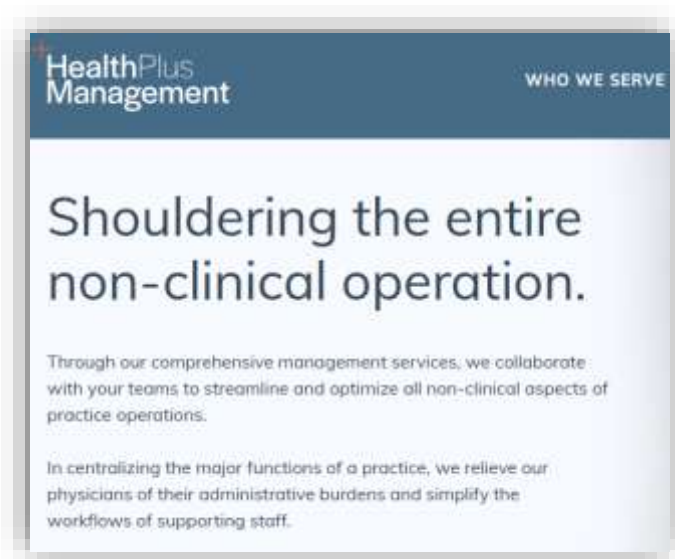 HealthPlus
Management
WHO WE SERVE
Shouldering the entire
non-clinical operation.
Through our comprehensive management services, we collaborate
with your teams to streamline and optimize all non-clinical aspects of
practice operations.
In centralizing the major functions of a practice, we relieve our
physicians of their administrative burdens and simplify the
workflows of supporting staff.